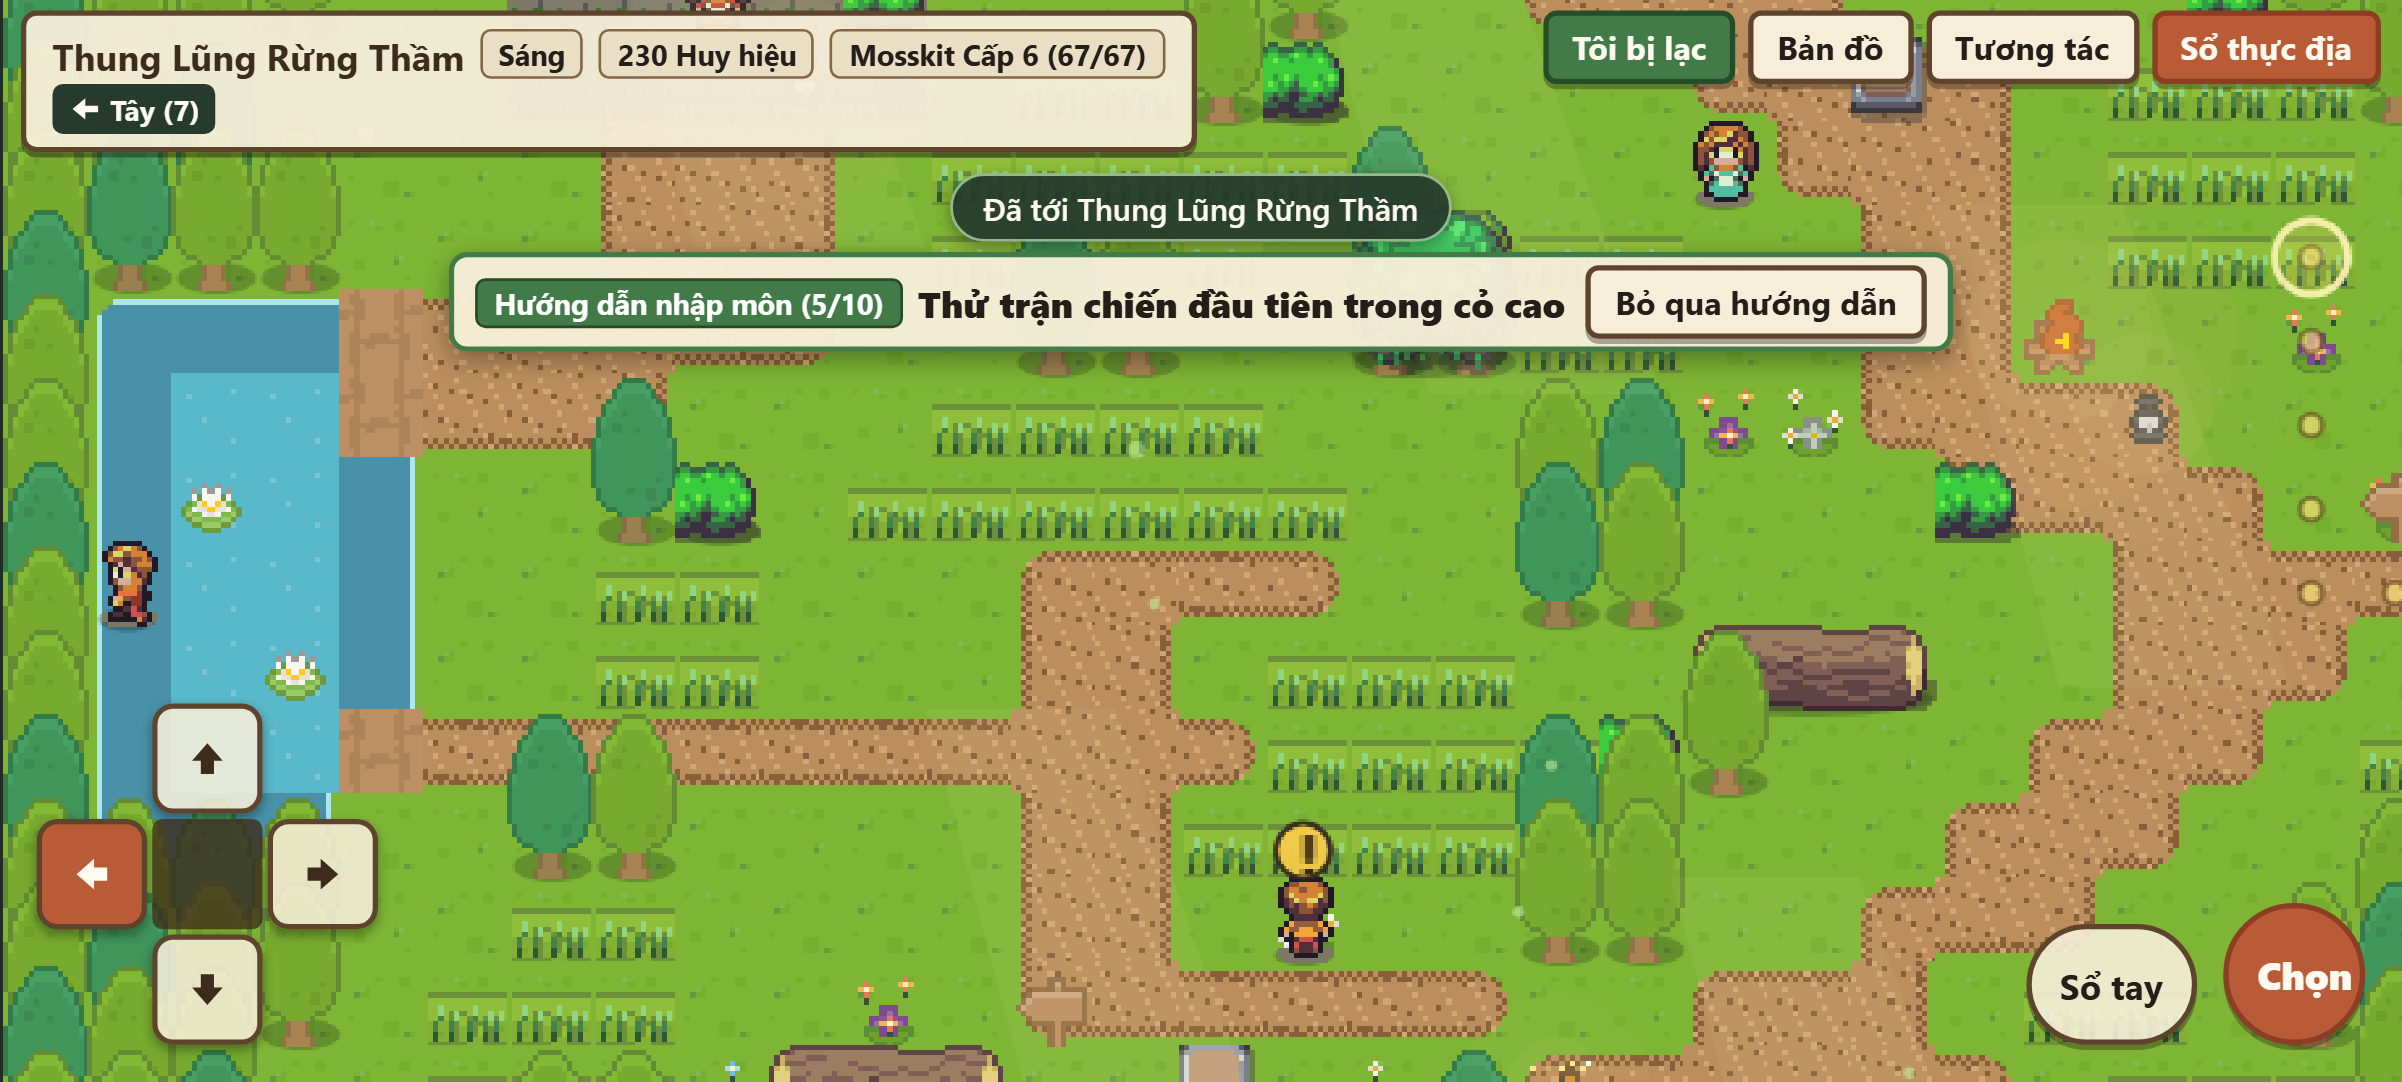 Thung Lũng Rừng Thầm
Sáng
230 Huy hiệu
Mosskit Cấp 6 (67/67)
Tây (7)
Tôi bị lạc
Bản đồ
Tương tác
Sổ thực địa
Đã tới Thung Lũng Rừng Thầm
Hướng dẫn nhập môn (5/10)
Thử trận chiến đầu tiên trong cỏ cao
Bỏ qua hướng dẫn
Sổ tay
Chọn